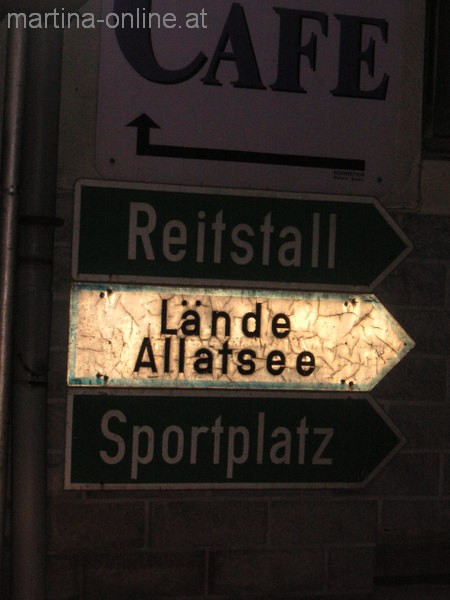 martina-online.at
CAFE
Reitstall
Lände
Allatsee
Sportplatz